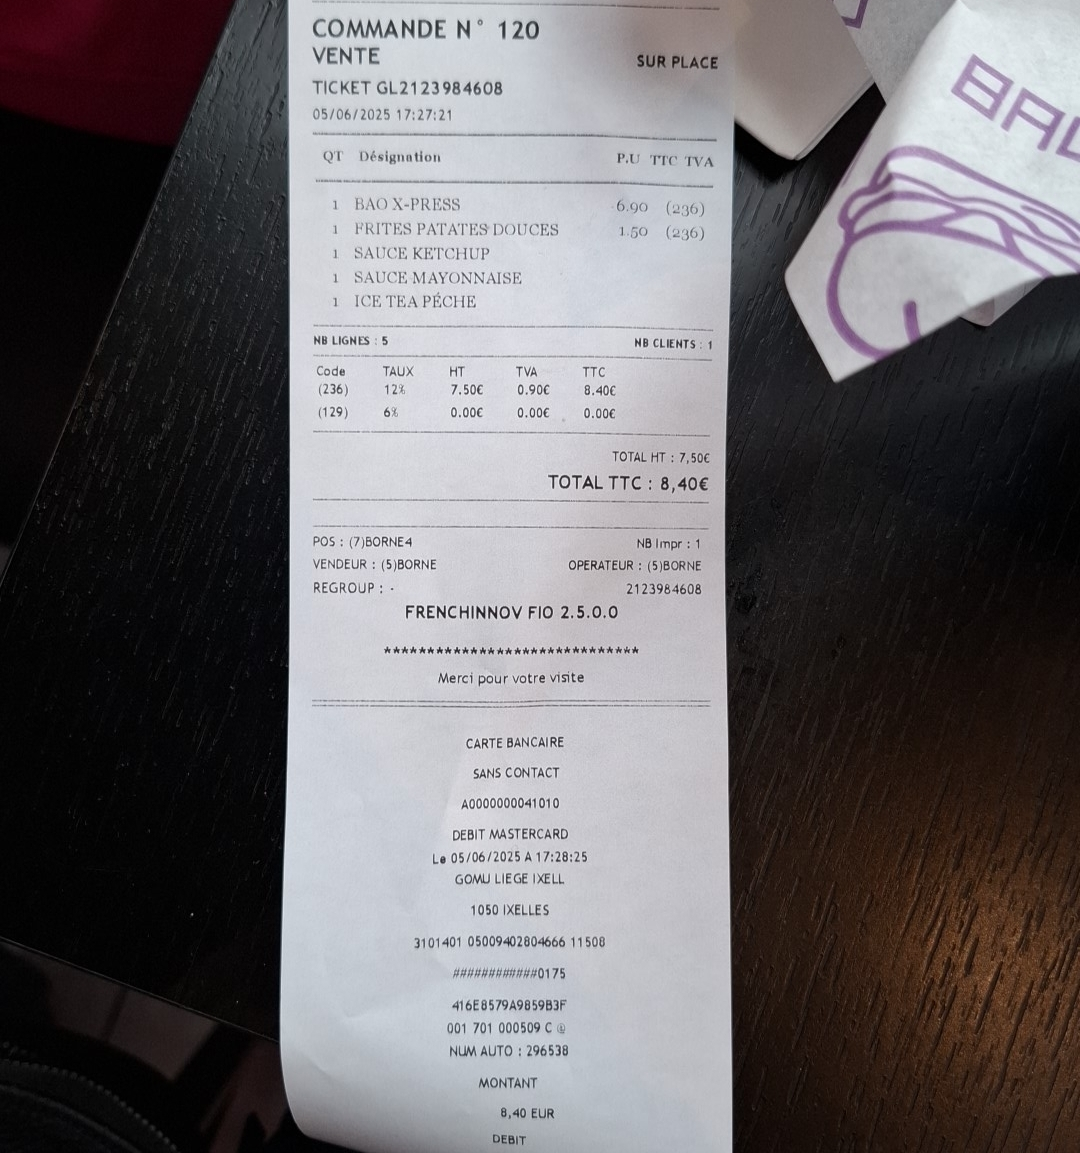 COMMANDE N° 120
VENTE SUR PLACE
TICKET GL2123984608
05/06/2025 17:27:21
QT Désignation P.U TTC TVA
1 BAO X-PRESS 6.90 (236)
1 FRITES PATATES DOUCES 1.50 (236)
1 SAUCE KETCHUP
1 SAUCE MAYONNAISE
1 ICE TEA PÉCHE
NB LIGNES : 5 NB CLIENTS : 1
Code TAUX HT TVA TTC
(236) 12% 7.50€ 0.90€ 8.40€
(129) 6% 0.00€ 0.00€ 0.00€
TOTAL HT : 7,50€
TOTAL TTC : 8,40€
POS : (7)BORNE4 NB Impr : 1
VENDEUR : (5)BORNE OPERATEUR : (5)BORNE
REGROUP : - 2123984608
FRENCHINNOV FIO 2.5.0.0
*****************************
Merci pour votre visite
CARTE BANCAIRE
SANS CONTACT
A0000000041010
DEBIT MASTERCARD
Le 05/06/2025 A 17:28:25
GOMU LIEGE IXELL
1050 IXELLES
3101401 05009402804666 11508
############0175
416E8579A9859B3F
001 701 000509 C @
NUM AUTO : 296538
MONTANT
8,40 EUR
DEBIT